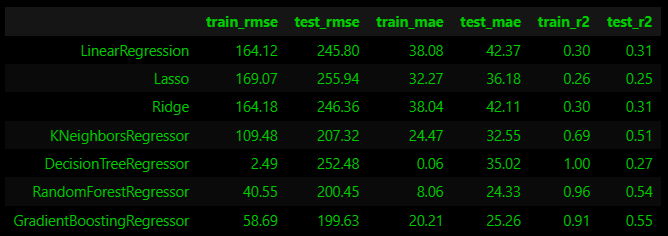 train_rmse test_rmse train_mae test_mae train_r2 test_r2
LinearRegression 164.12 245.80 38.08 42.37 0.30 0.31
Lasso 169.07 255.94 32.27 36.18 0.26 0.25
Ridge 164.18 246.36 38.04 42.11 0.30 0.31
KNeighborsRegressor 109.48 207.32 24.47 32.55 0.69 0.51
DecisionTreeRegressor 2.49 252.48 0.06 35.02 1.00 0.27
RandomForestRegressor 40.55 200.45 8.06 24.33 0.96 0.54
GradientBoostingRegressor 58.69 199.63 20.21 25.26 0.91 0.55